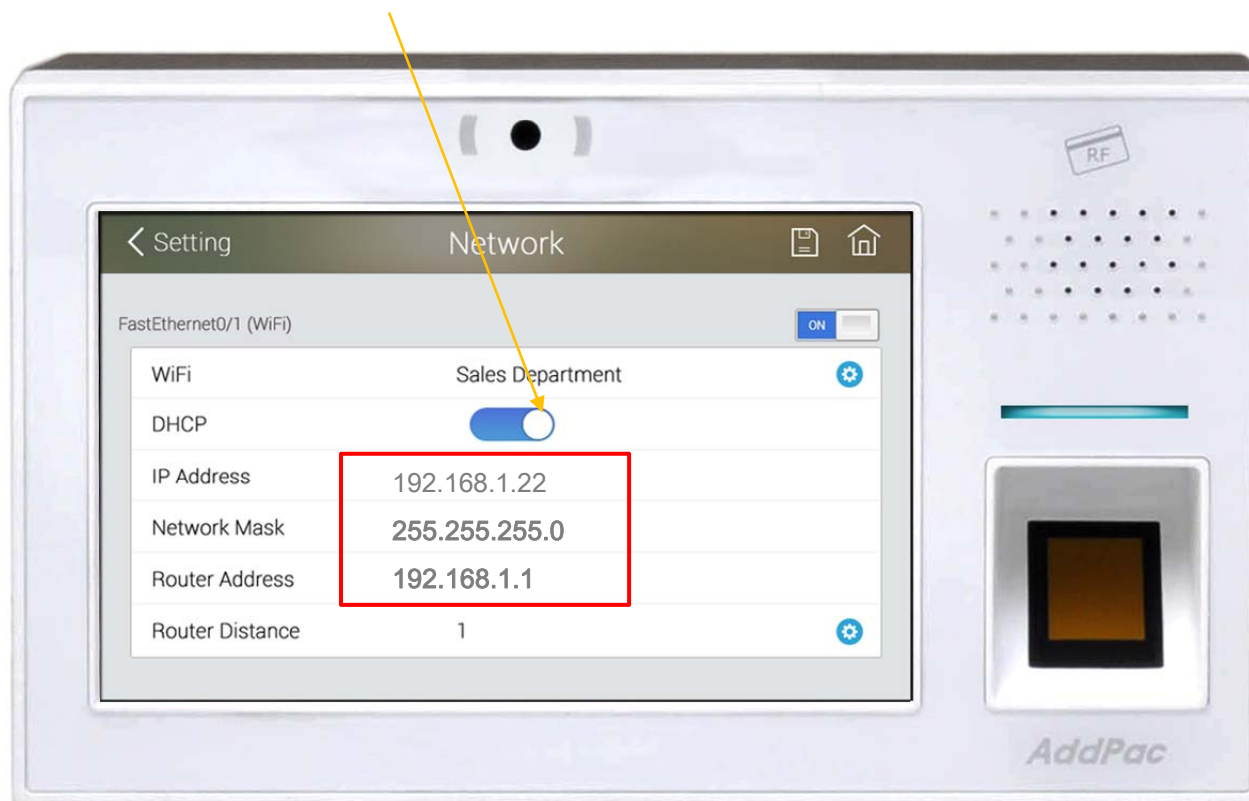 RF
Setting Network
FastEthernet0/1 (WiFi) ON
WiFi Sales Department
DHCP
IP Address 192.168.1.22
Network Mask 255.255.255.0
Router Address 192.168.1.1
Router Distance 1
AddPac